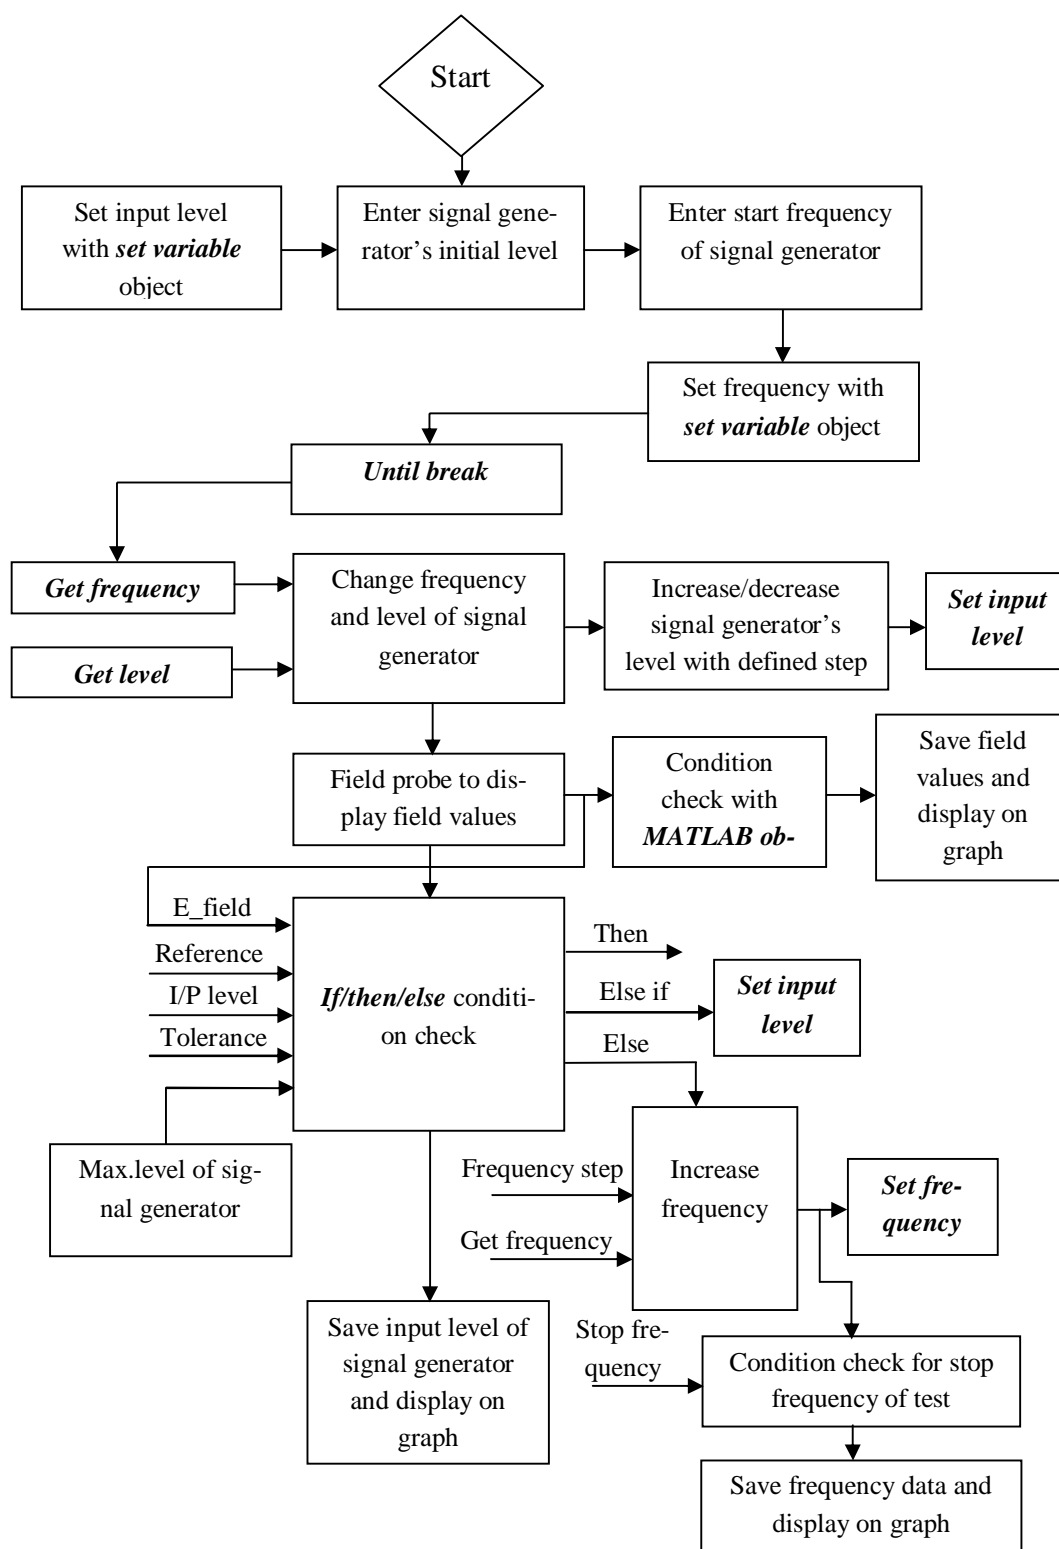 Start
Set input level
with set variable
object
Enter signal gene-
rator’s initial level
Enter start frequency
of signal generator
Set frequency with
set variable object
Until break
Get frequency
Get level
Change frequency
and level of signal
generator
Increase/decrease
signal generator’s
level with defined step
Set input
level
Field probe to dis-
play field values
Condition
check with
MATLAB ob-
Save field
values and
display on
graph
E_field
Reference
I/P level
Tolerance
If/then/else conditi-
on check
Then
Else if
Else
Set input
level
Max.level of sig-
nal generator
Frequency step
Get frequency
Increase
frequency
Set fre-
quency
Save input level of
signal generator
and display on
graph
Stop fre-
quency
Condition check for stop
frequency of test
Save frequency data and
display on graph